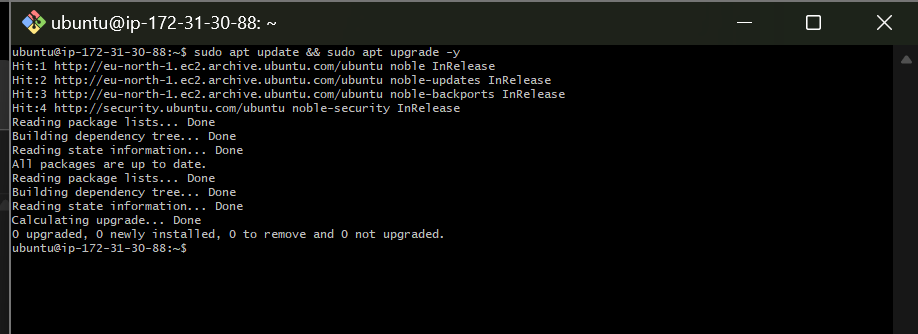 ubuntu@ip-172-31-30-88: ~
ubuntu@ip-172-31-30-88:~$ sudo apt update && sudo apt upgrade -y
Hit:1 http://eu-north-1.ec2.archive.ubuntu.com/ubuntu noble InRelease
Hit:2 http://eu-north-1.ec2.archive.ubuntu.com/ubuntu noble-updates InRelease
Hit:3 http://eu-north-1.ec2.archive.ubuntu.com/ubuntu noble-backports InRelease
Hit:4 http://security.ubuntu.com/ubuntu noble-security InRelease
Reading package lists... Done
Building dependency tree... Done
Reading state information... Done
All packages are up to date.
Reading package lists... Done
Building dependency tree... Done
Reading state information... Done
Calculating upgrade... Done
0 upgraded, 0 newly installed, 0 to remove and 0 not upgraded.
ubuntu@ip-172-31-30-88:~$